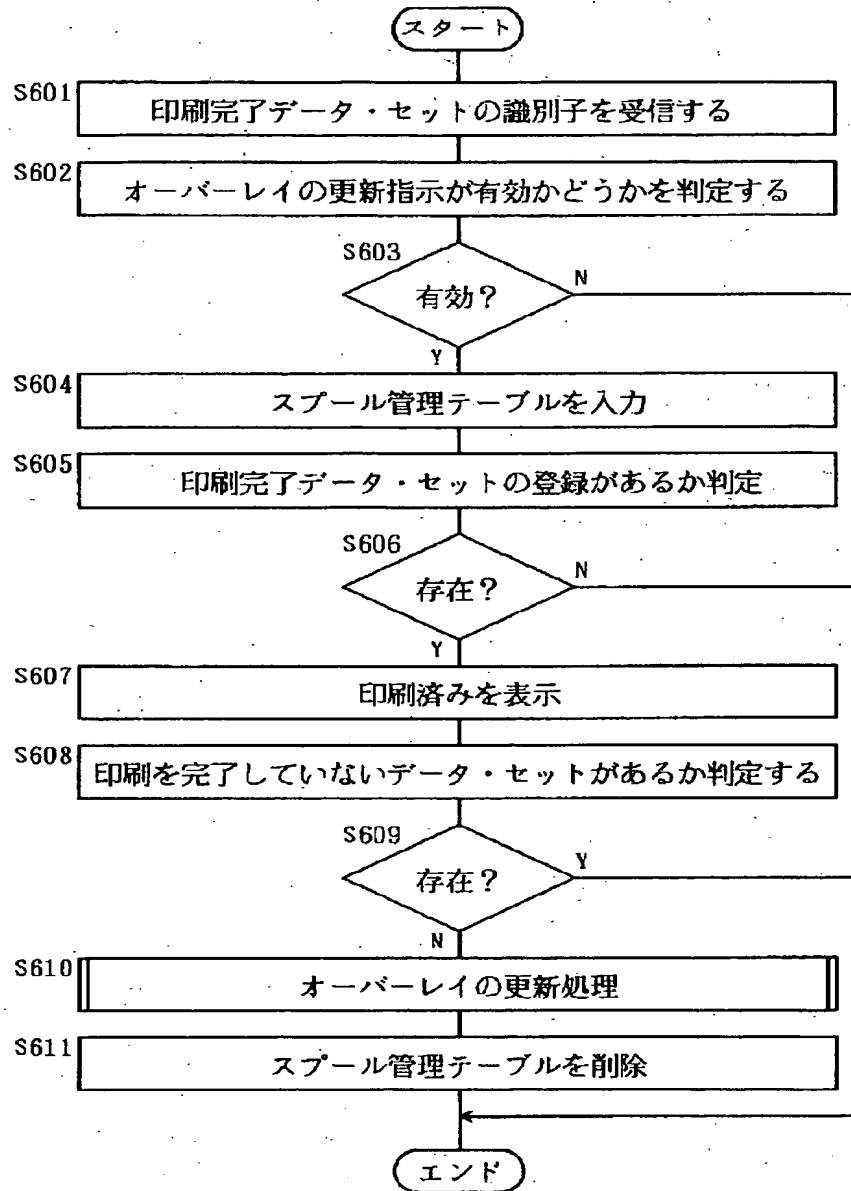 スタート
S601
印刷完了データ・セットの識別子を受信する
S602
オーバーレイの更新指示が有効かどうかを判定する
S603
有効?
N
Y
S604
スプール管理テーブルを入力
S605
印刷完了データ・セットの登録があるか判定
S606
存在?
N
Y
S607
印刷済みを表示
S608
印刷を完了していないデータ・セットがあるか判定する
S609
存在?
Y
N
S610
オーバーレイの更新処理
S611
スプール管理テーブルを削除
エンド